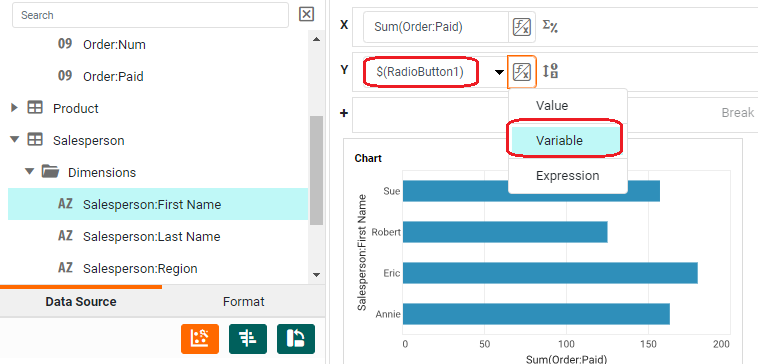 Search
09 Order:Num
09 Order:Paid
Product
Salesperson
Dimensions
AZ Salesperson:First Name
AZ Salesperson:Last Name
AZ Salesperson:Region
Data Source
Format
X
Sum(Order:Paid)
Y
$(RadioButton1)
Value
Variable
Expression
+
Break
Chart
Salesperson:First Name
Sue
Robert
Eric
Annie
0 50 100 150 200
Sum(Order:Paid)